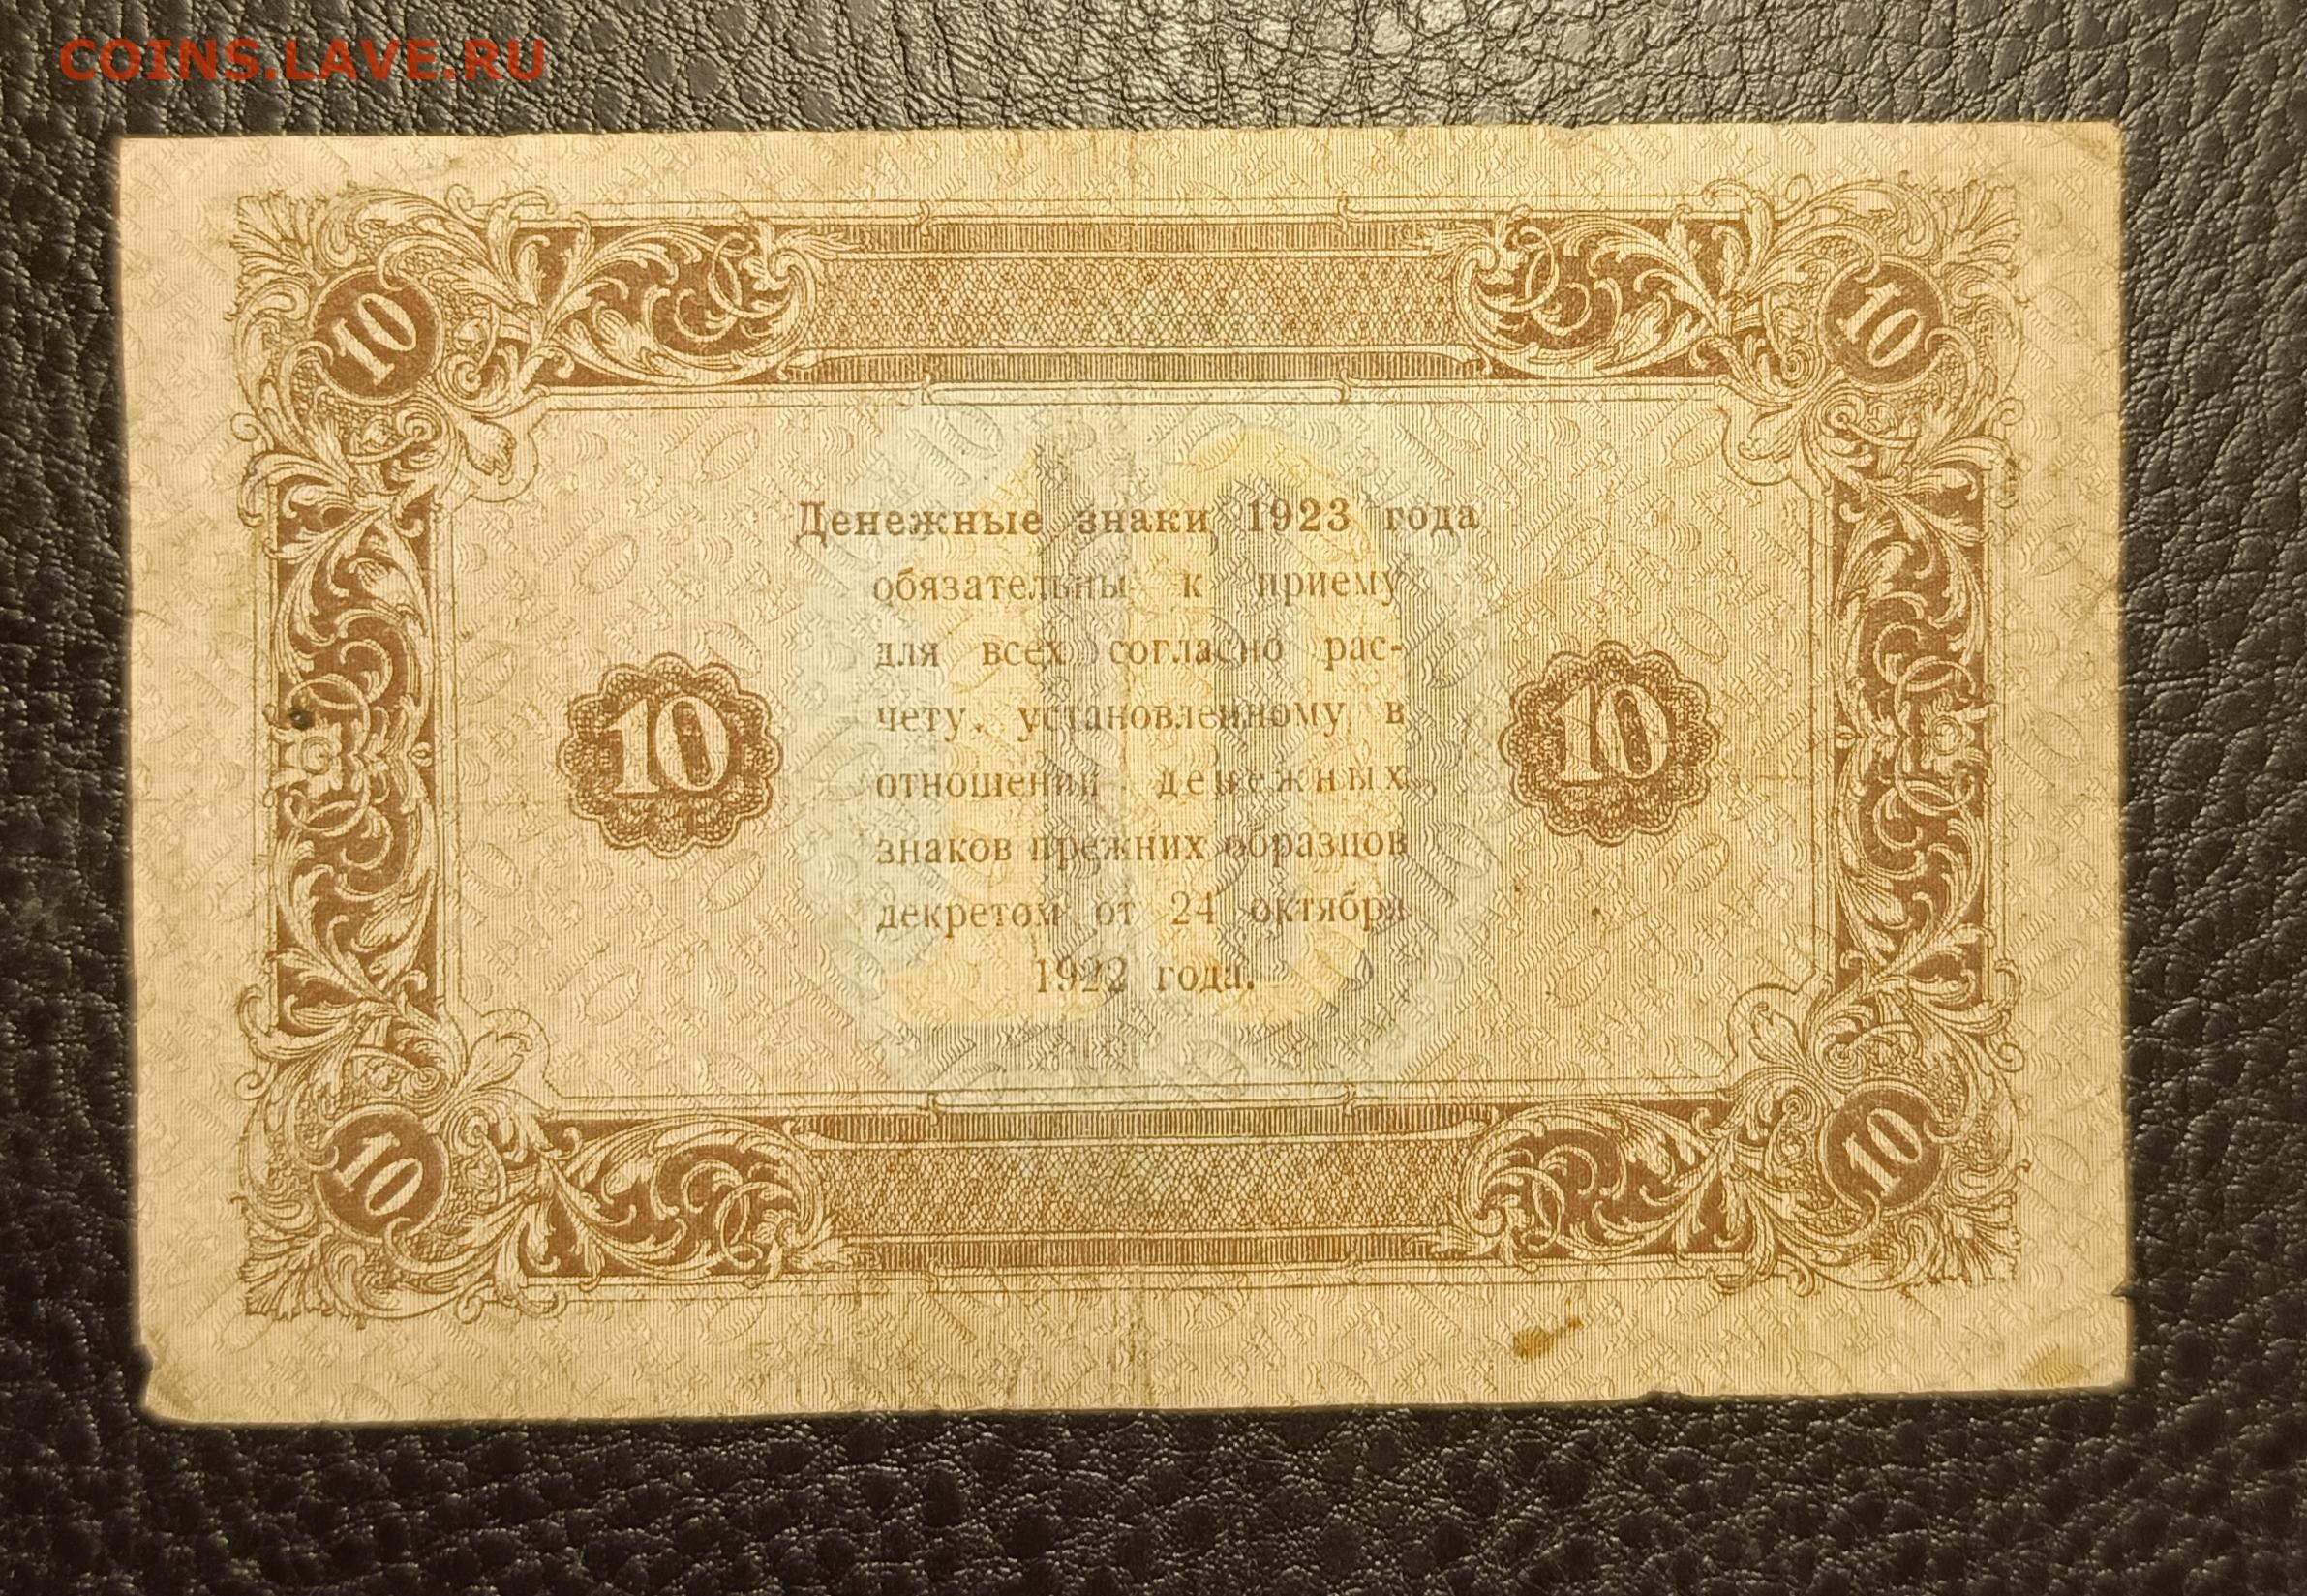 COINS.LAVE.RU
10 10
Денежные знаки 1923 года
обязательны к приему
для всех согласно рас-
чету, установленному в
отношении денежных
знаков прежних образцов
декретом от 24 октября
1922 года.
10 10
10 10